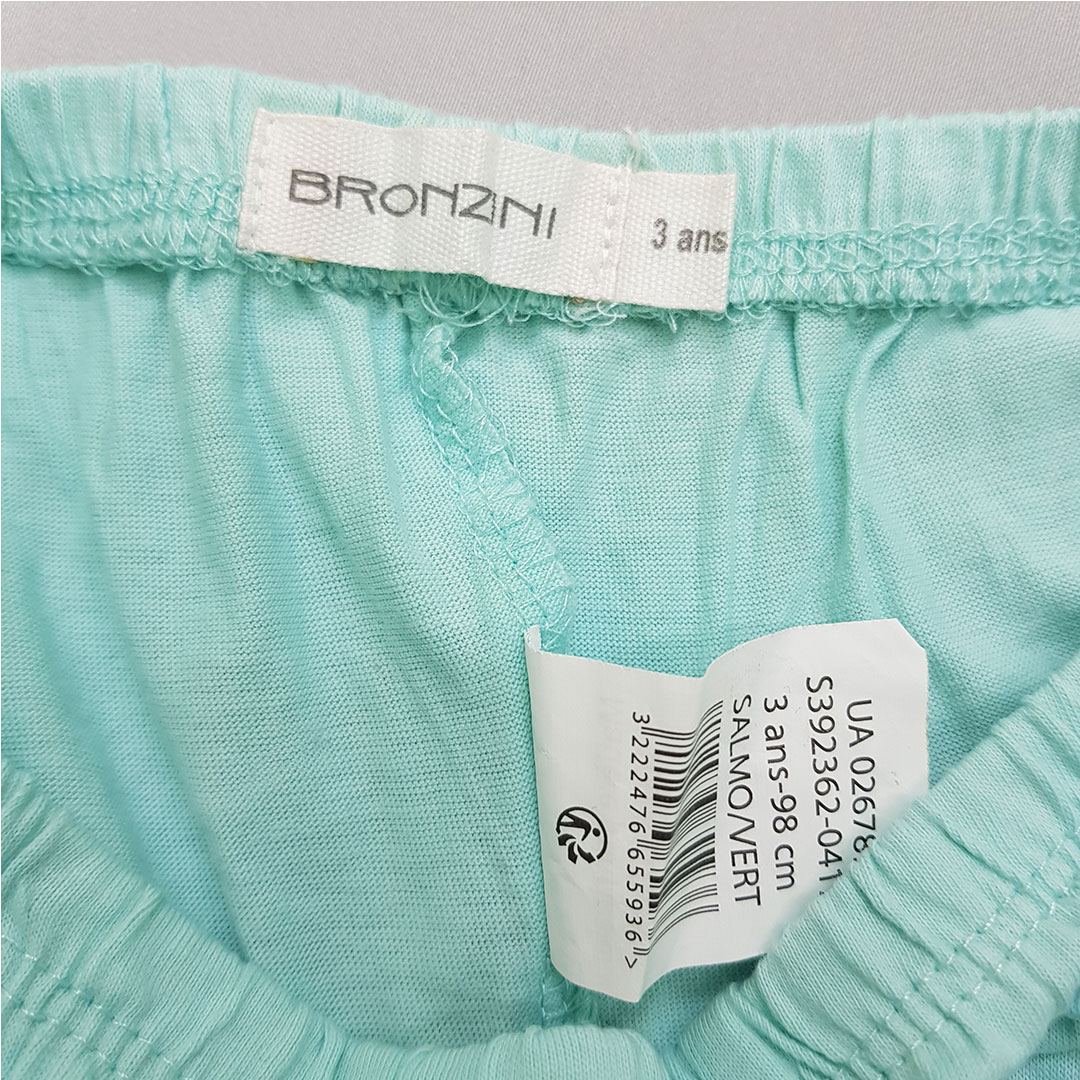 BRONZINI
3 ans
UA 02678
S392362-041
3 ans-98 cm
SALMO/VERT
3 222476 655936 >